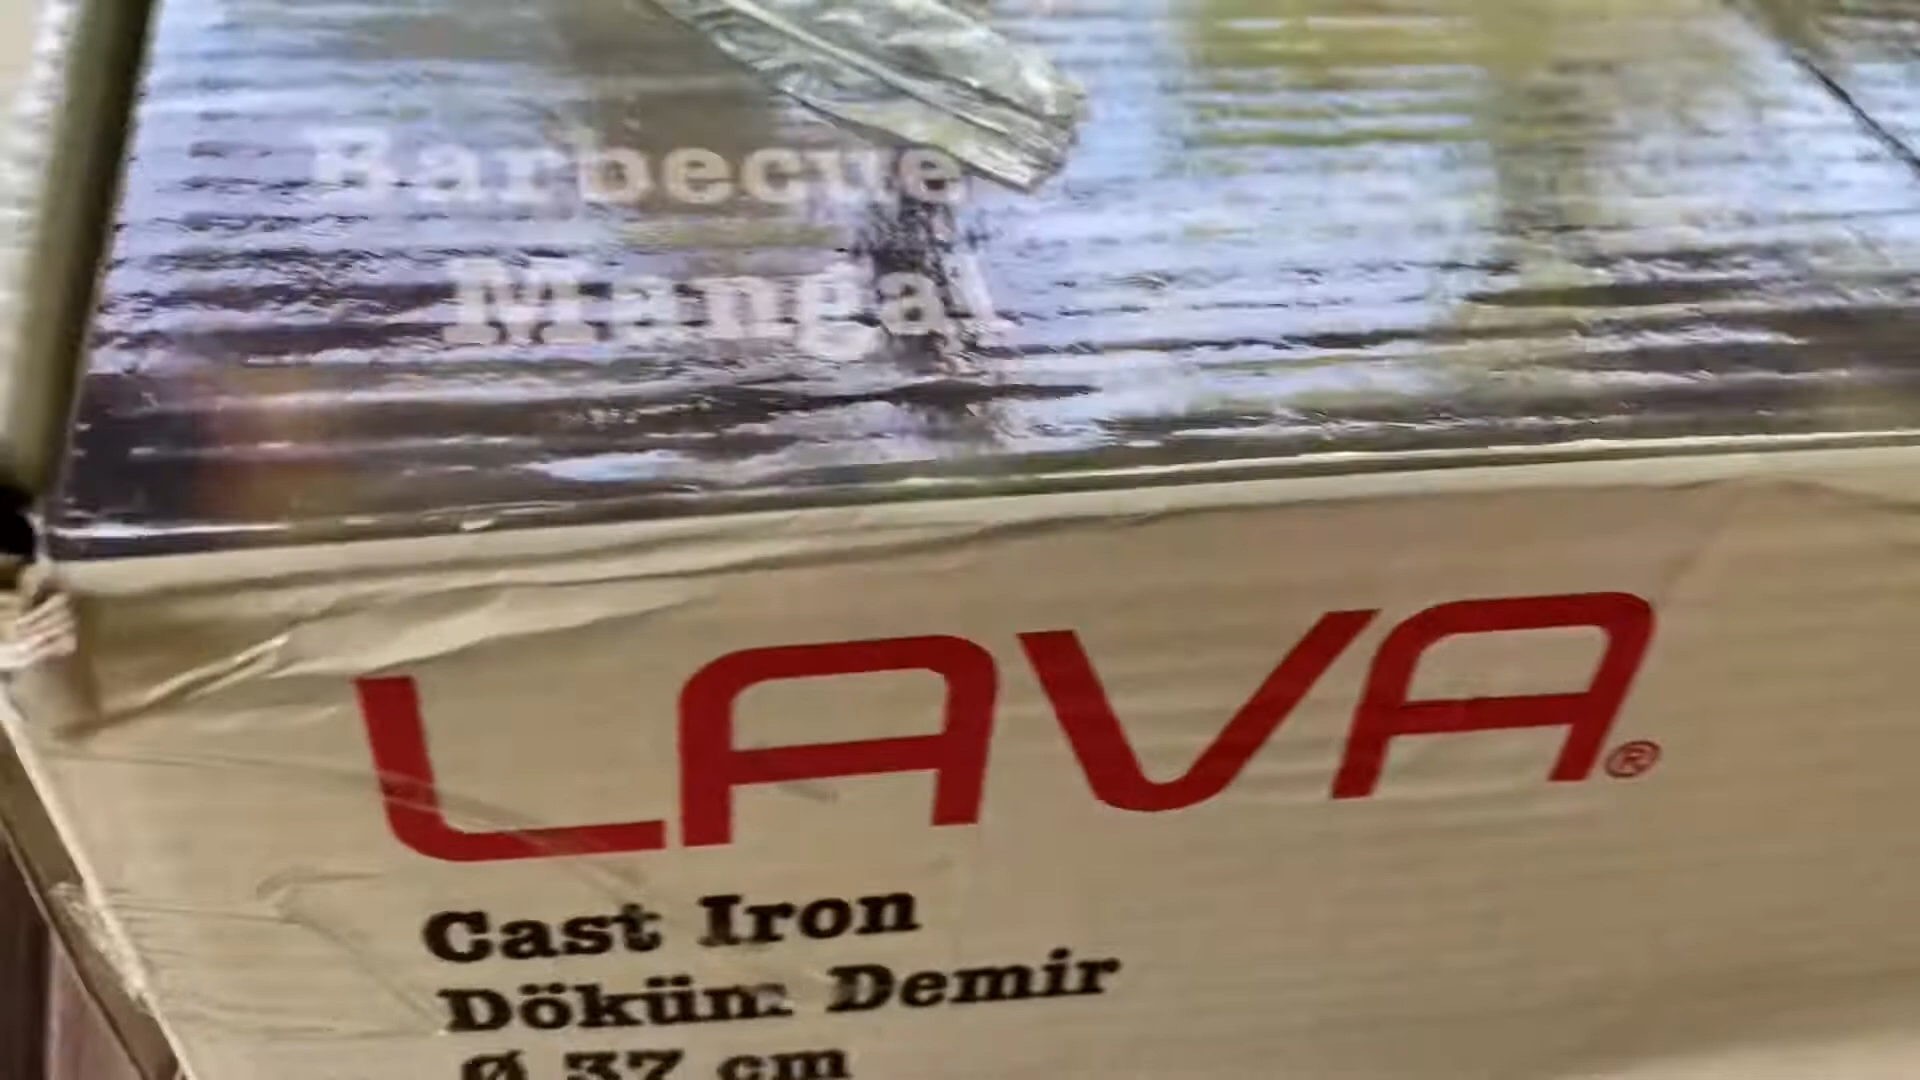 Barbecue
Mangal
LAVA®
Cast Iron
Döküm Demir
Ø 37 cm